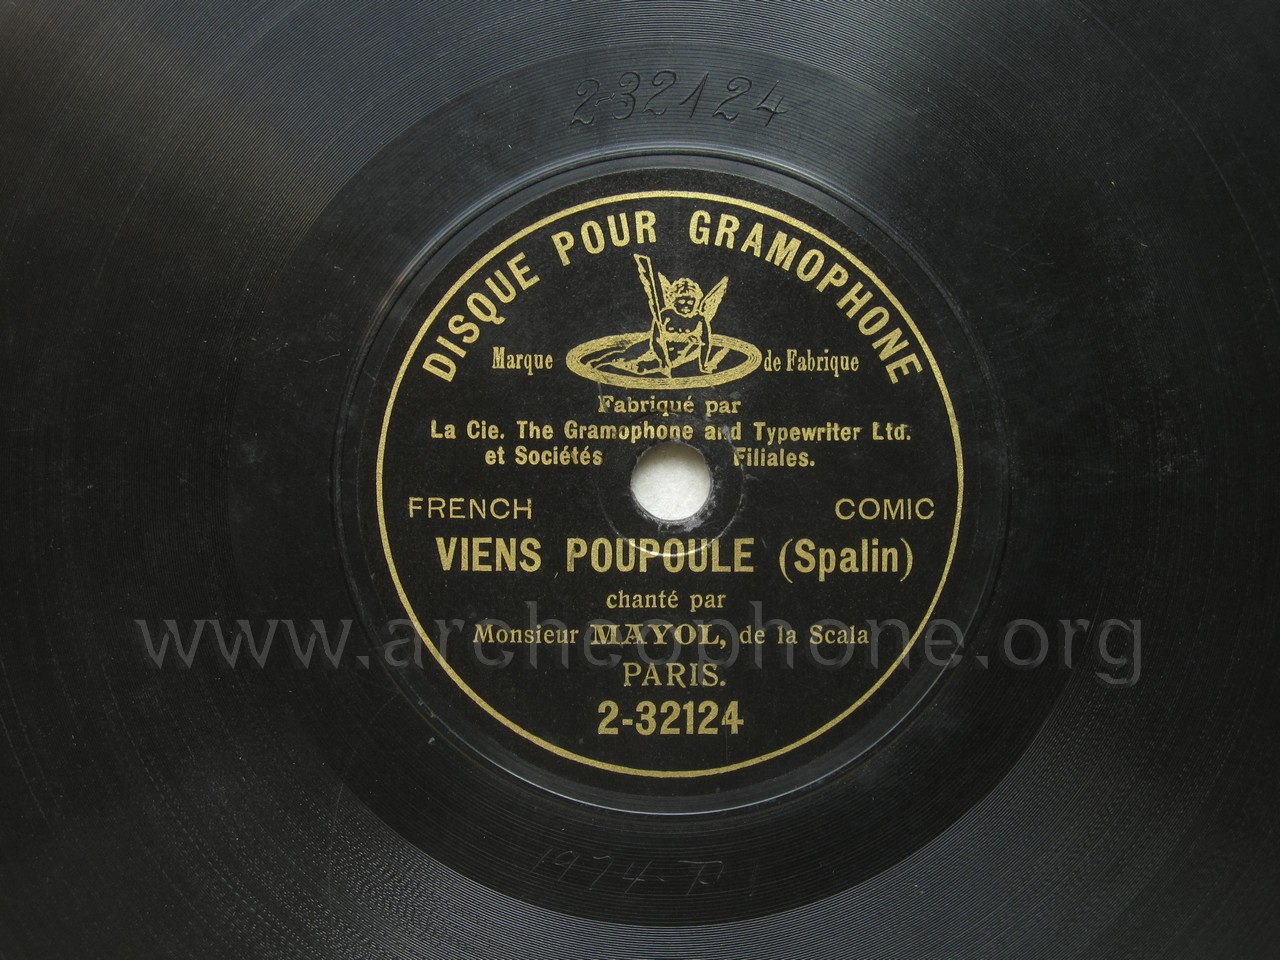 2-32124
DISQUE POUR GRAMOPHONE
Marque de Fabrique
Fabriqué par
La Cie. The Gramophone and Typewriter Ltd.
et Sociétés Filiales.
FRENCH COMIC
VIENS POUPOULE (Spalin)
chanté par
Monsieur MAYOL, de la Scala
www.archeophone.org
PARIS.
2-32124